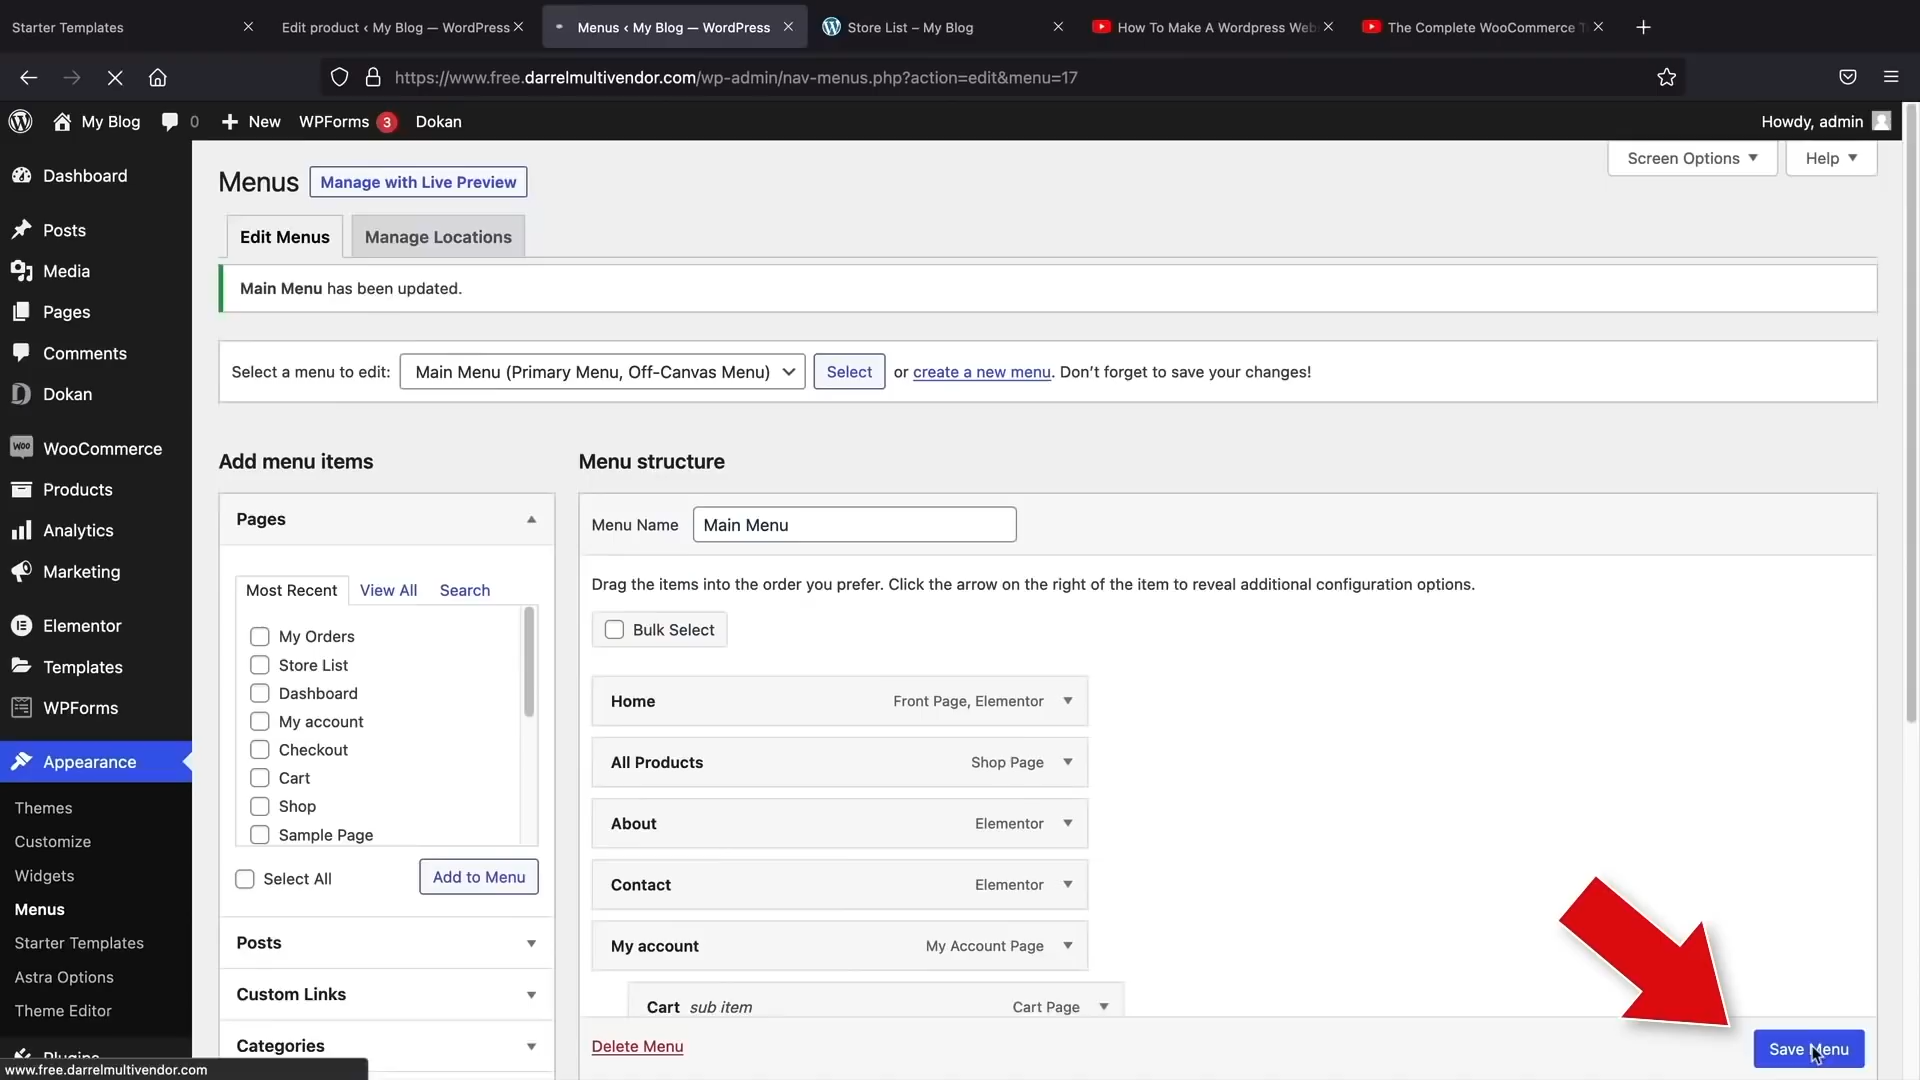 Starter Templates
Edit product ‹ My Blog — WordPress
Menus ‹ My Blog — WordPress
Store List – My Blog
How To Make A Wordpress Web
The Complete WooCommerce T
https://www.free.darrelmultivendor.com/wp-admin/nav-menus.php?action=edit&menu=17
My Blog
0
New
WPForms 3
Dokan
Howdy, admin
Screen Options
Help
Dashboard
Posts
Media
Pages
Comments
Dokan
WooCommerce
Products
Analytics
Marketing
Elementor
Templates
WPForms
Appearance
Themes
Customize
Widgets
Menus
Starter Templates
Astra Options
Theme Editor
Plugins
www.free.darrelmultivendor.com
Menus
Manage with Live Preview
Edit Menus
Manage Locations
Main Menu has been updated.
Select a menu to edit:
Main Menu (Primary Menu, Off-Canvas Menu)
Select
or create a new menu. Don’t forget to save your changes!
Add menu items
Pages
Most Recent
View All
Search
My Orders
Store List
Dashboard
My account
Checkout
Cart
Shop
Sample Page
Select All
Add to Menu
Posts
Custom Links
Categories
Menu structure
Menu Name
Main Menu
Drag the items into the order you prefer. Click the arrow on the right of the item to reveal additional configuration options.
Bulk Select
Home
Front Page, Elementor
All Products
Shop Page
About
Elementor
Contact
Elementor
My account
My Account Page
Cart sub item
Cart Page
Delete Menu
Save Menu